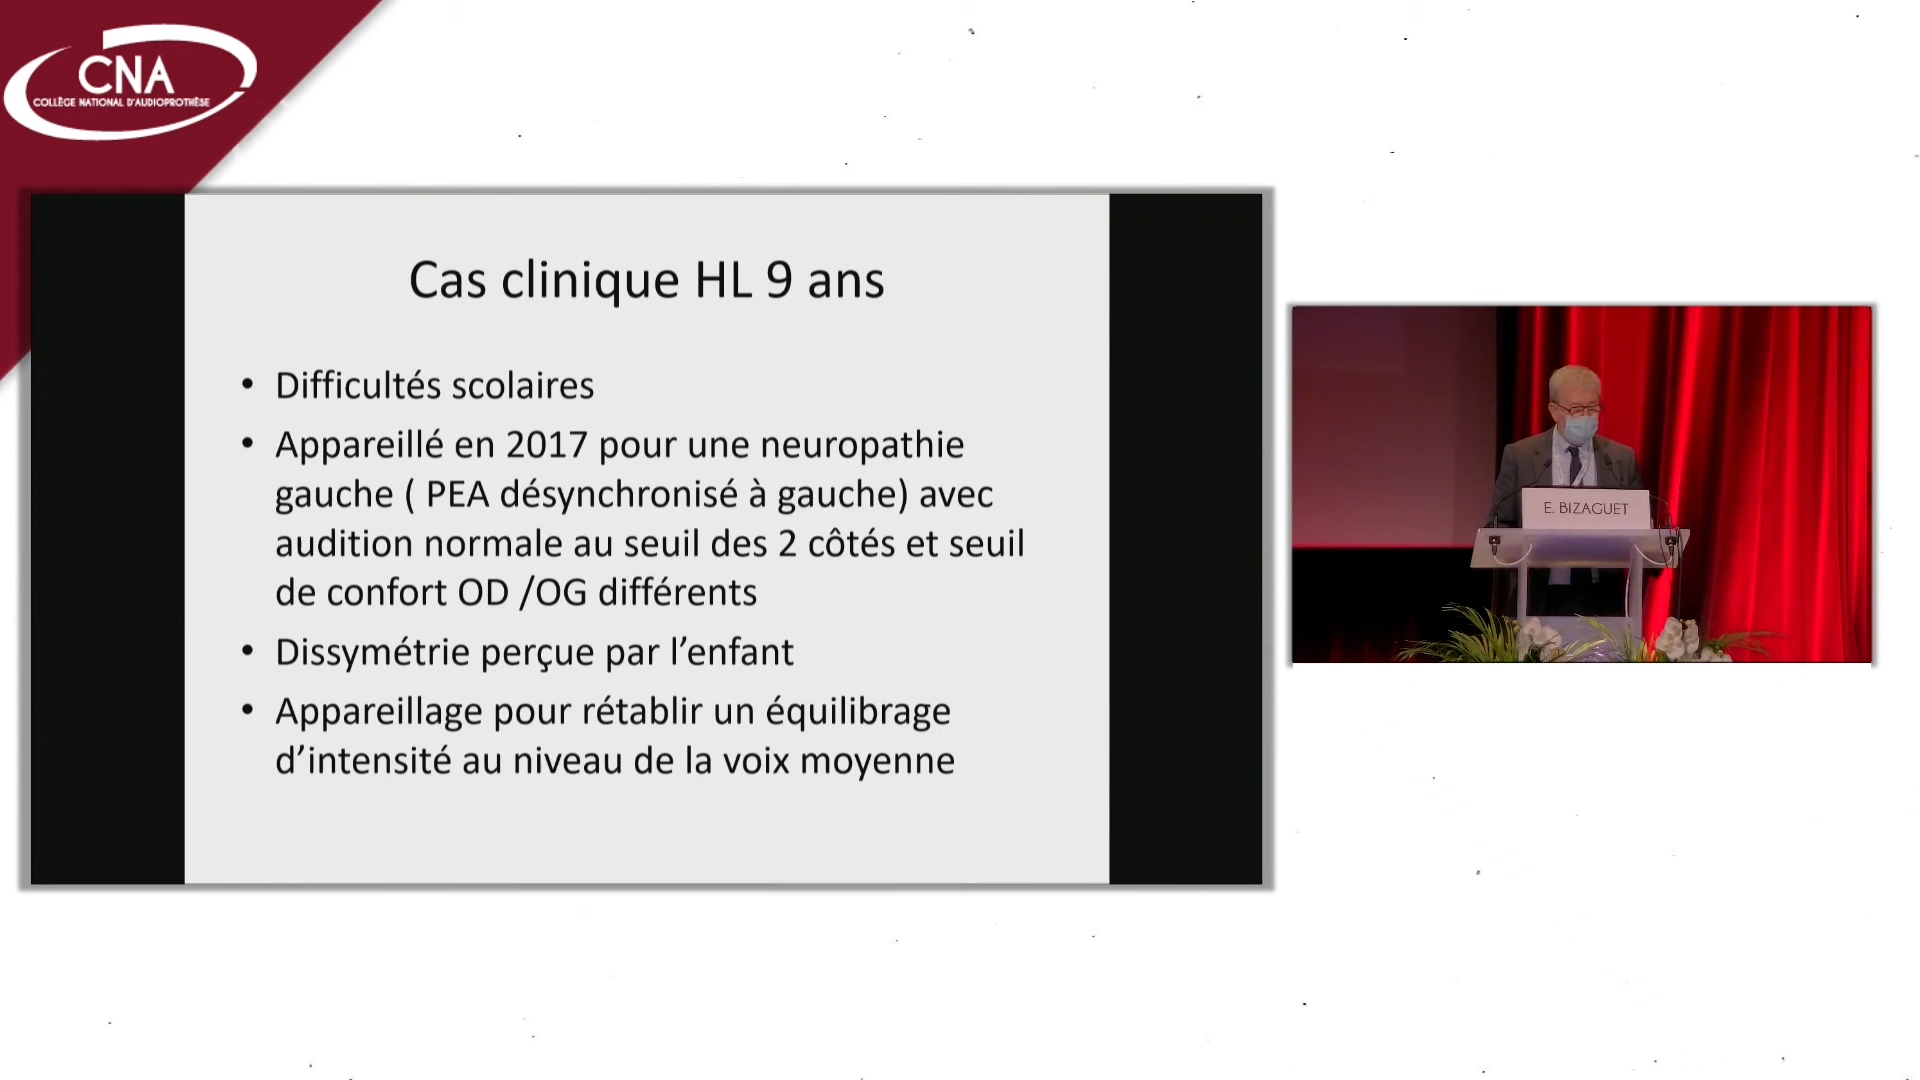 CNA
COLLÈGE NATIONAL D'AUDIOPROTHÈSE
Cas clinique HL 9 ans
• Difficultés scolaires
• Appareillé en 2017 pour une neuropathie
gauche ( PEA désynchronisé à gauche) avec
audition normale au seuil des 2 côtés et seuil
de confort OD /OG différents
• Dissymétrie perçue par l’enfant
• Appareillage pour rétablir un équilibrage
d’intensité au niveau de la voix moyenne
E. BIZAGUET